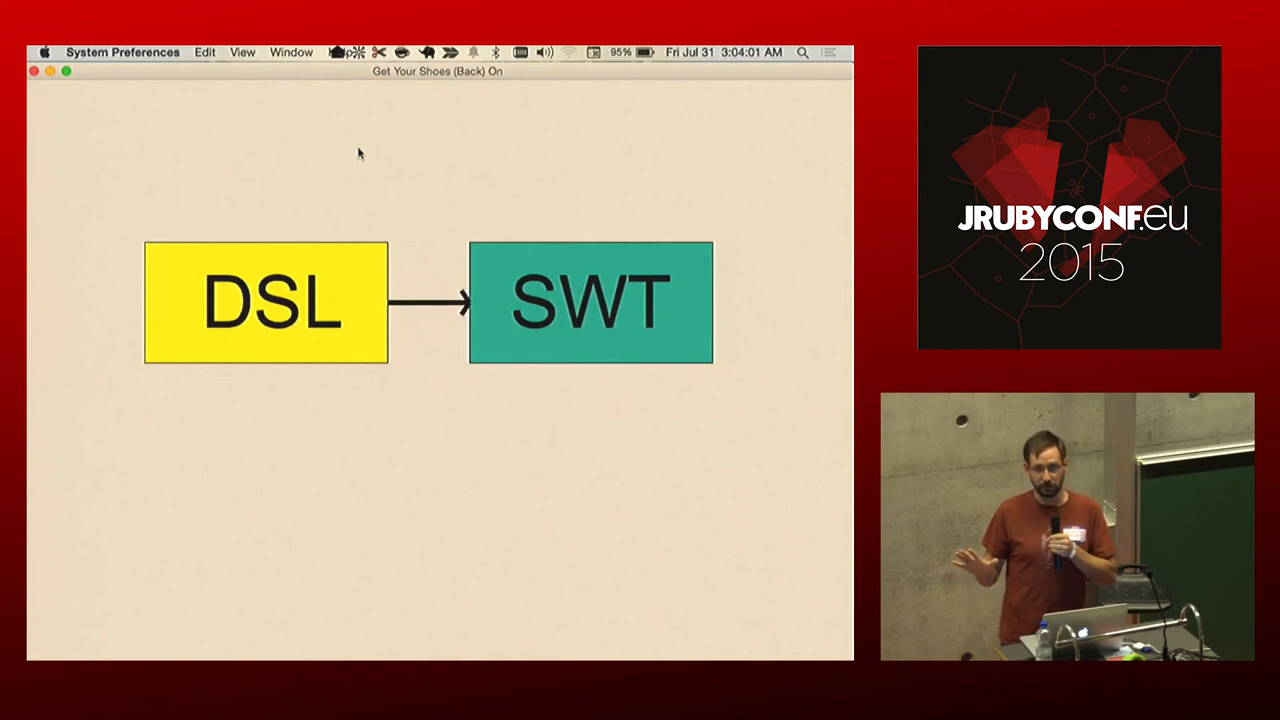 System Preferences Edit View Window 95% Fri Jul 31 3:04:01 AM
Get Your Shoes (Back) On
DSL
SWT
JRUBYCONF.eu
2015